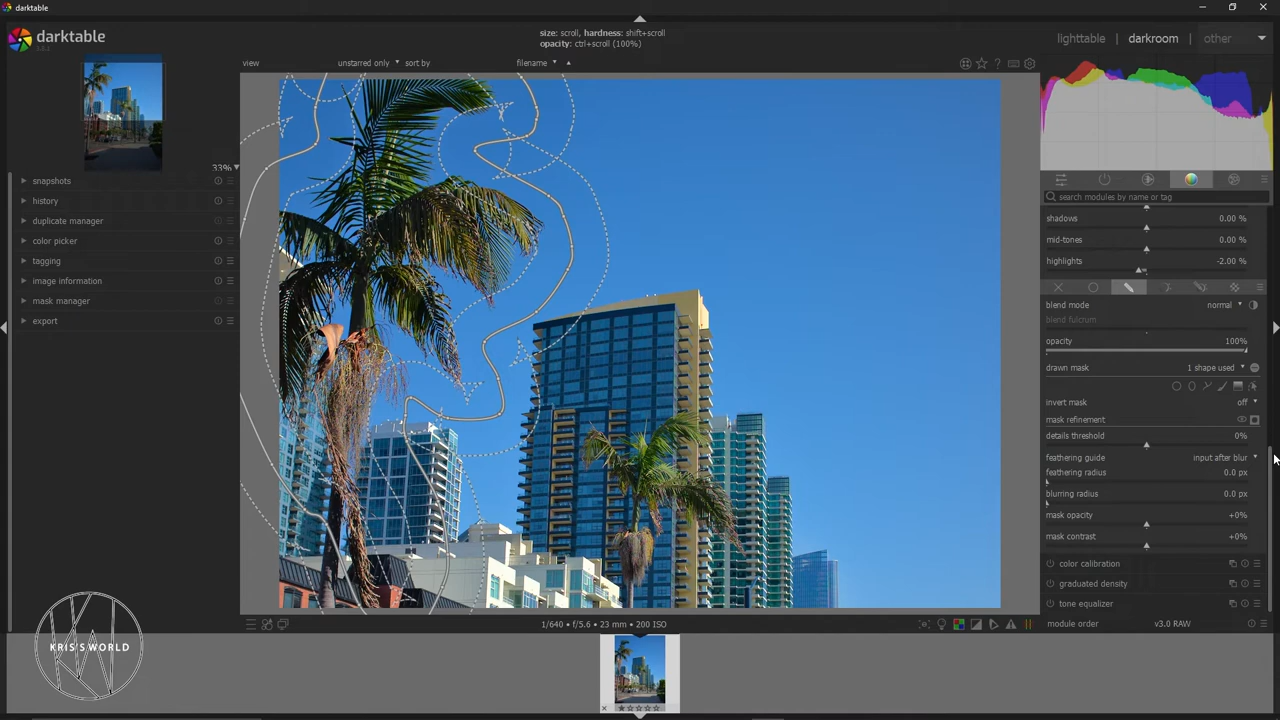 darktable
darktable
size: scroll, hardness: shift+scroll
opacity: ctrl+scroll (100%)
lighttable | darkroom | other
view unstarred only sort by filename
33%
search modules by name or tag
snapshots
history
duplicate manager
color picker
tagging
image information
mask manager
export
shadows 0.00 %
mid-tones 0.00 %
highlights -2.00 %
blend mode normal
blend fulcrum
opacity 100%
drawn mask 1 shape used
invert mask off
mask refinement
details threshold 0%
feathering guide input after blur
feathering radius 0.0 px
blurring radius 0.0 px
mask opacity +0%
mask contrast +0%
color calibration
graduated density
tone equalizer
module order v3.0 RAW
1/640 • f/5.6 • 23 mm • 200 ISO
KRIS'S WORLD